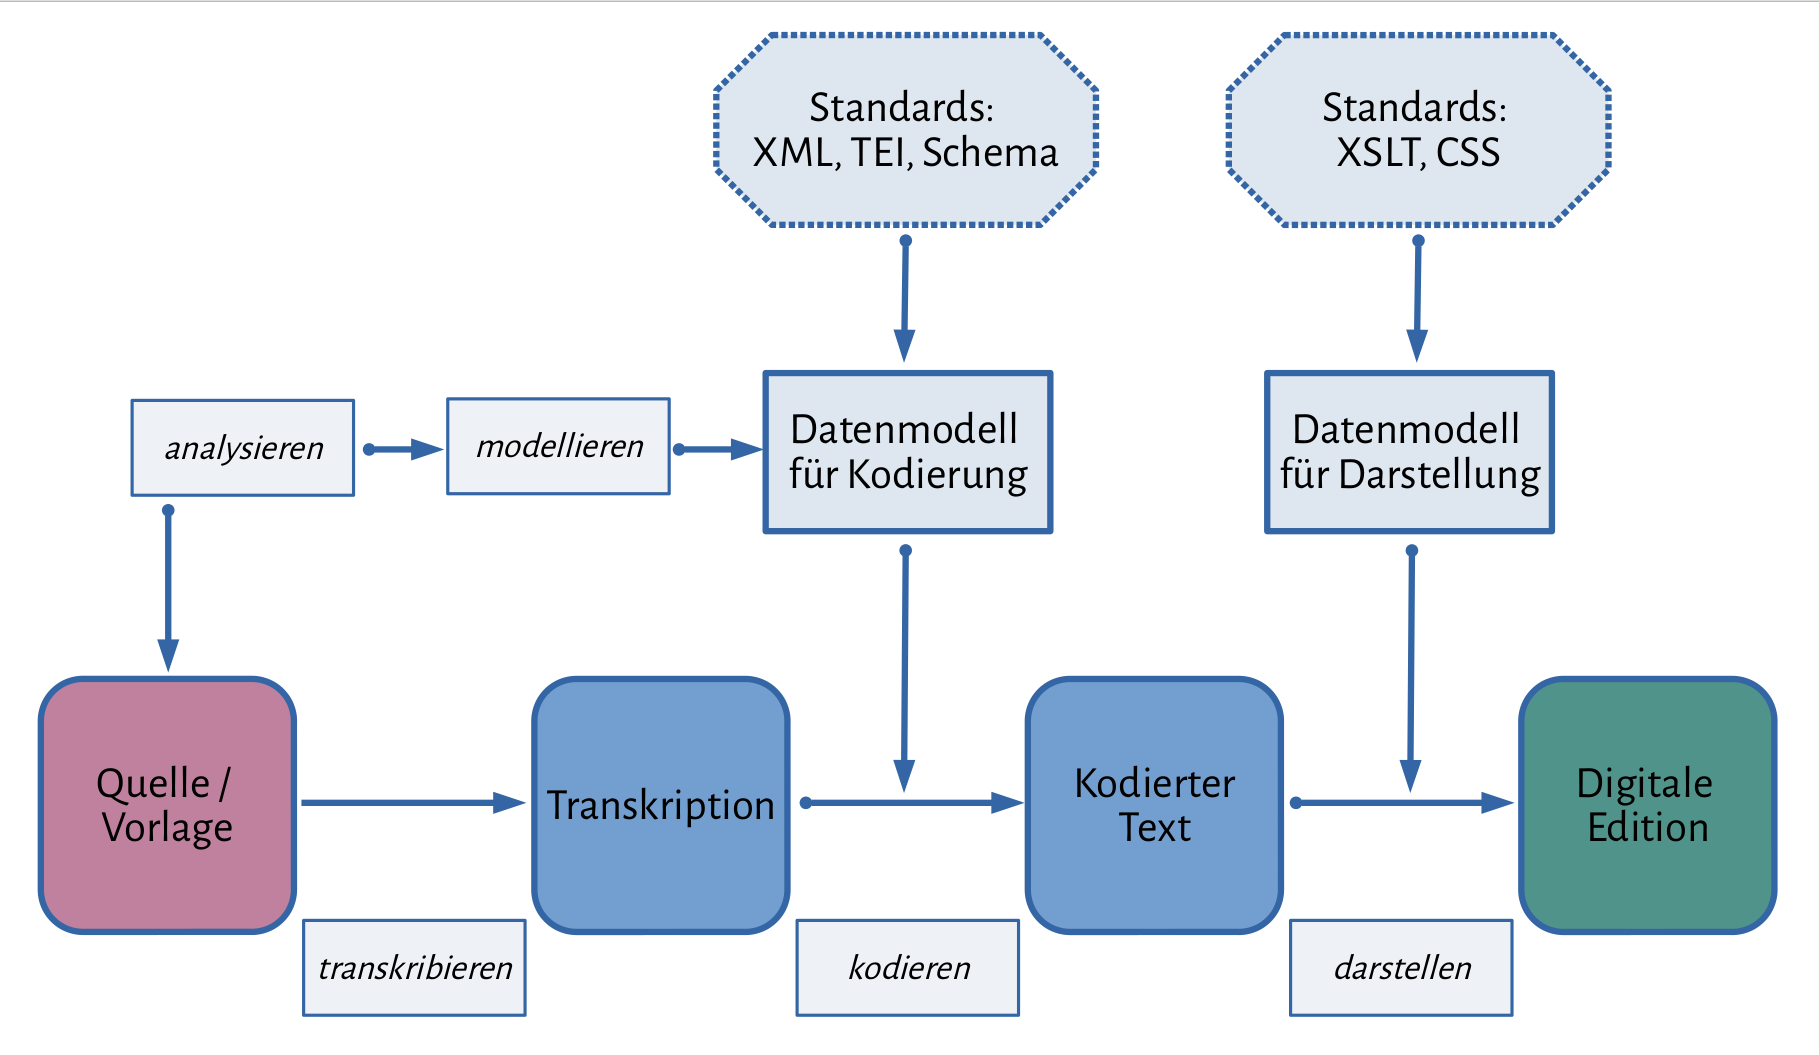 Standards:
XML, TEI, Schema
Standards:
XSLT, CSS
analysieren
modellieren
Datenmodell
für Kodierung
Datenmodell
für Darstellung
Quelle /
Vorlage
Transkription
Kodierter
Text
Digitale
Edition
transkribieren
kodieren
darstellen